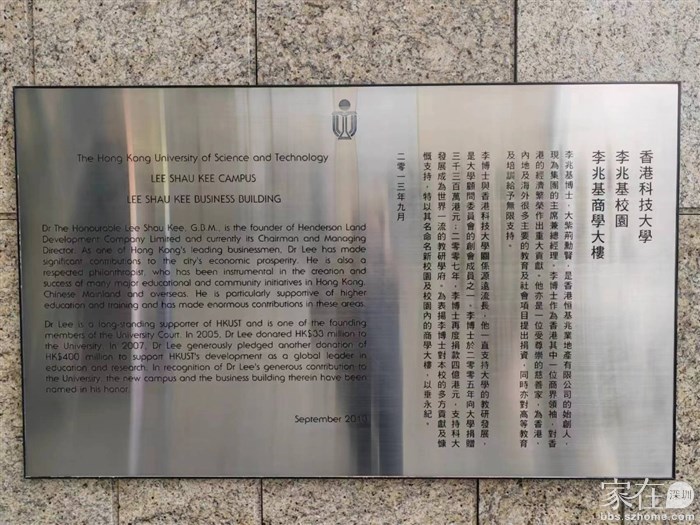 The Hong Kong University of Science and Technology
LEE SHAU KEE CAMPUS
LEE SHAU KEE BUSINESS BUILDING
Dr The Honourable Lee Shau Kee, G.B.M., is the founder of Henderson Land
Development Company Limited and currently its Chairman and Managing
Director. As one of Hong Kong's leading businessmen, Dr Lee has made
significant contributions to the city's economic prosperity. He is also a
respected philanthropist, who has been instrumental in the creation and
success of many major educational and community initiatives in Hong Kong,
Chinese Mainland and overseas. He is particularly supportive of higher
education and training and has made enormous contributions in these areas.
Dr Lee is a long-standing supporter of HKUST and is one of the founding
members of the University Court. In 2005, Dr Lee donated HK$33 million to
the University. In 2007, Dr Lee generously pledged another donation of
HK$400 million to support HKUST's development as a global leader in
education and research. In recognition of Dr Lee's generous contribution to
the University, the new campus and the business building therein have been
named in his honor.
September 2013
香港科技大學
李兆基校園
李兆基商學大樓
李兆基博士，大紫荊勳賢，是香港恒基兆業地產有限公司的始創人，
現為集團的主席兼總經理。李博士作為香港其中一位商界領袖，對香
港的經濟繁榮作出重大貢獻。他亦是一位受尊崇的慈善家，為香港、
內地及海外很多主要的教育及社會項目提出捐資，同時亦對高等教育
及培訓給予無限支持。
李博士與香港科技大學關係源遠流長，他一直支持大學的教研發展，
是大學顧問委員會的創會成員之一。李博士於二零零五年向大學捐贈
三千三百萬港元；二零零七年，李博士再度捐款四億港元，支持科大
發展成為世界一流的教研學府。為表揚李博士對本校的多方貢獻及慷
慨支持，特以其名命名新校園及校園內的商學大樓，以垂永紀。
二零一三年九月
家在深圳
ubs.szhome.com